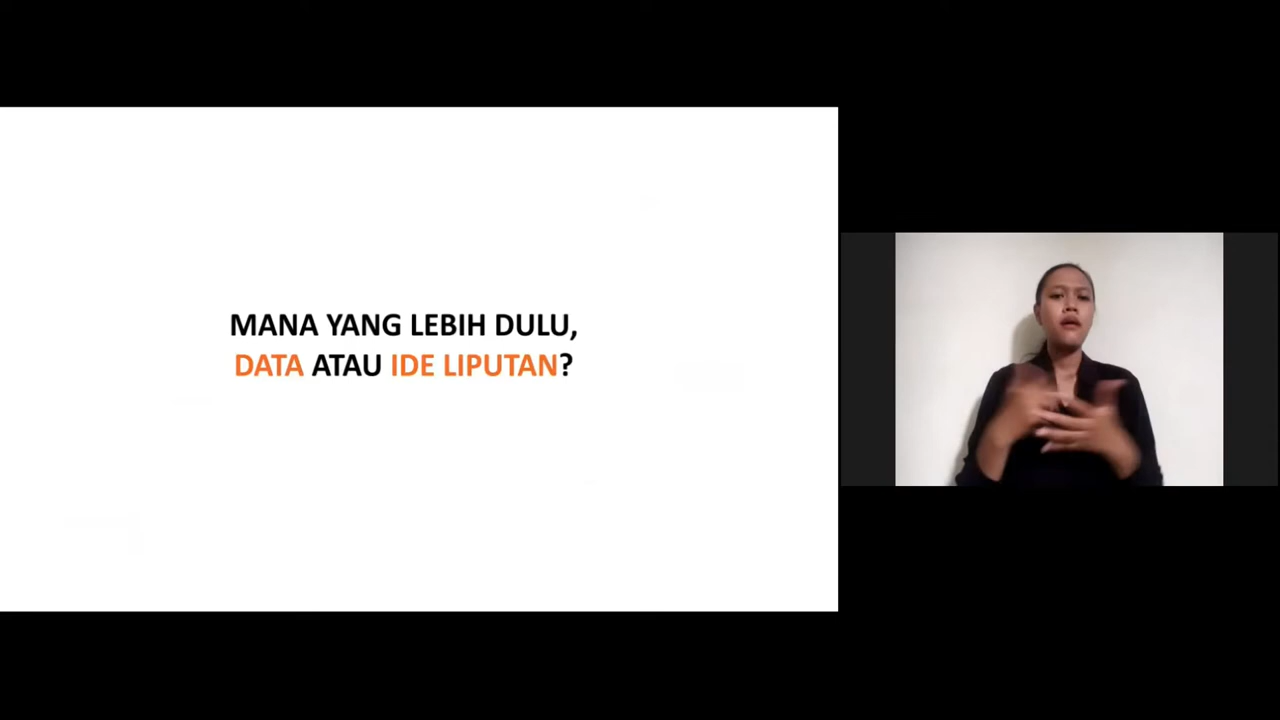 MANA YANG LEBIH DULU,
DATA ATAU IDE LIPUTAN?